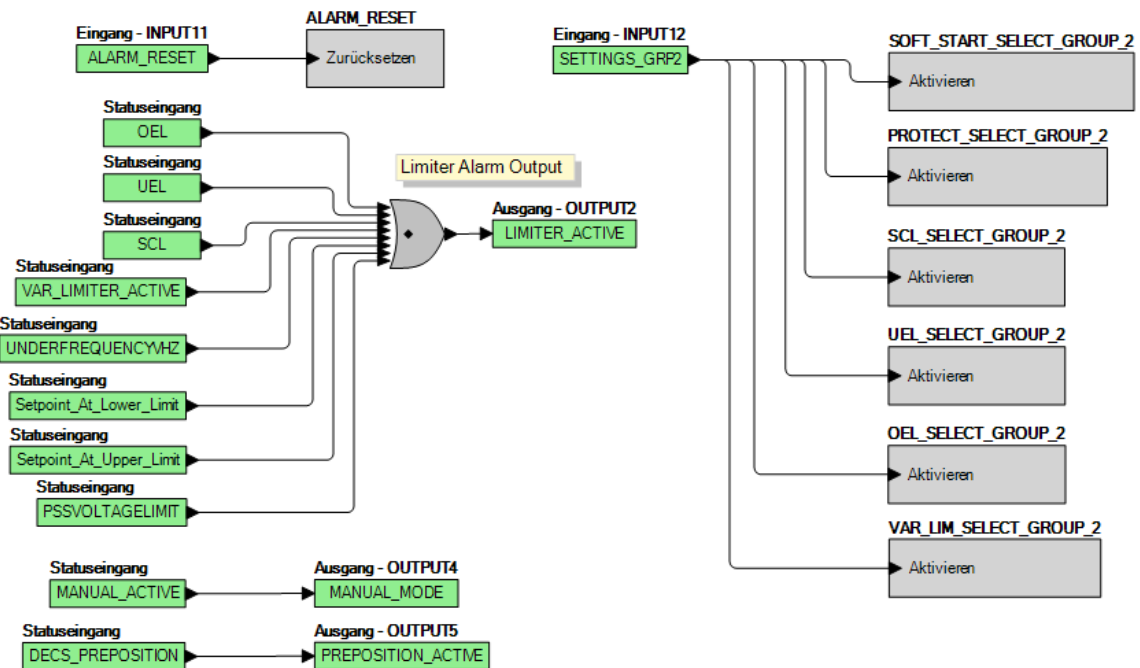 Eingang - INPUT11
ALARM_RESET
ALARM_RESET
Zurücksetzen
Statuseingang
OEL
Statuseingang
UEL
Statuseingang
SCL
Statuseingang
VAR_LIMITER_ACTIVE
Statuseingang
UNDERFREQUENCYVHZ
Statuseingang
Setpoint_At_Lower_Limit
Statuseingang
Setpoint_At_Upper_Limit
Statuseingang
PSSVOLTAGELIMIT
Limiter Alarm Output
Ausgang - OUTPUT2
LIMITER_ACTIVE
Statuseingang
MANUAL_ACTIVE
Ausgang - OUTPUT4
MANUAL_MODE
Statuseingang
DECS_PREPOSITION
Ausgang - OUTPUT5
PREPOSITION_ACTIVE
Eingang - INPUT12
SETTINGS_GRP2
SOFT_START_SELECT_GROUP_2
Aktivieren
PROTECT_SELECT_GROUP_2
Aktivieren
SCL_SELECT_GROUP_2
Aktivieren
UEL_SELECT_GROUP_2
Aktivieren
OEL_SELECT_GROUP_2
Aktivieren
VAR_LIM_SELECT_GROUP_2
Aktivieren